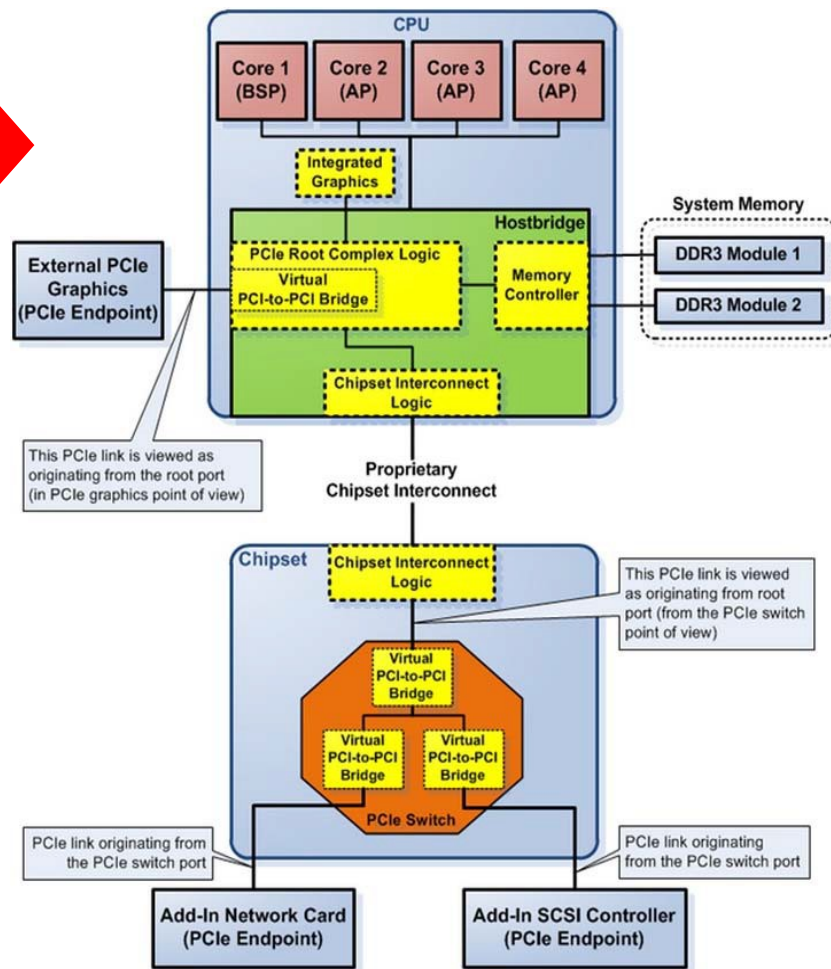 CPU
Core 1
(BSP)
Core 2
(AP)
Core 3
(AP)
Core 4
(AP)
Integrated
Graphics
Hostbridge
System Memory
External PCIe
Graphics
(PCIe Endpoint)
PCIe Root Complex Logic
Virtual
PCI-to-PCI Bridge
Memory
Controller
DDR3 Module 1
DDR3 Module 2
Chipset Interconnect
Logic
This PCIe link is viewed as
originating from the root port
(in PCIe graphics point of view)
Proprietary
Chipset Interconnect
Chipset
Chipset Interconnect
Logic
This PCIe link is viewed
as originating from root
port (from the PCIe switch
point of view)
Virtual
PCI-to-PCI
Bridge
Virtual
PCI-to-PCI
Bridge
Virtual
PCI-to-PCI
Bridge
PCIe Switch
PCIe link originating from
the PCIe switch port
PCIe link originating
from the PCIe switch port
Add-In Network Card
(PCIe Endpoint)
Add-In SCSI Controller
(PCIe Endpoint)